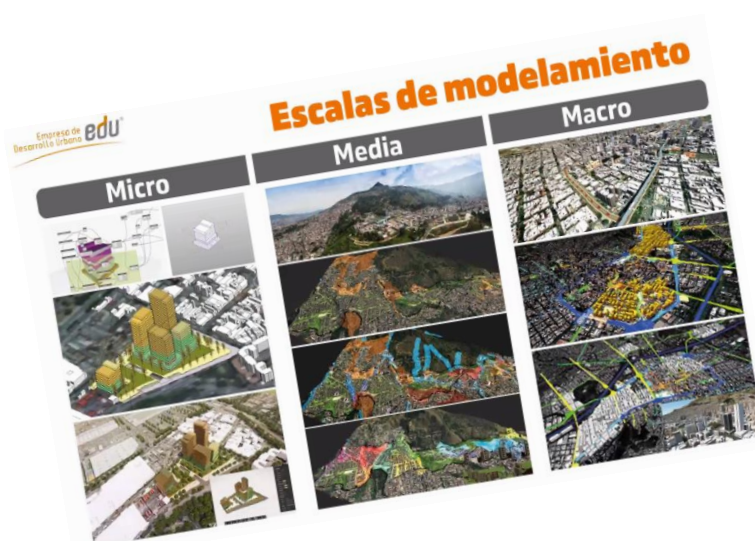 Empresa de
Desarrollo Urbano edu
Escalas de modelamiento
Micro
Media
Macro